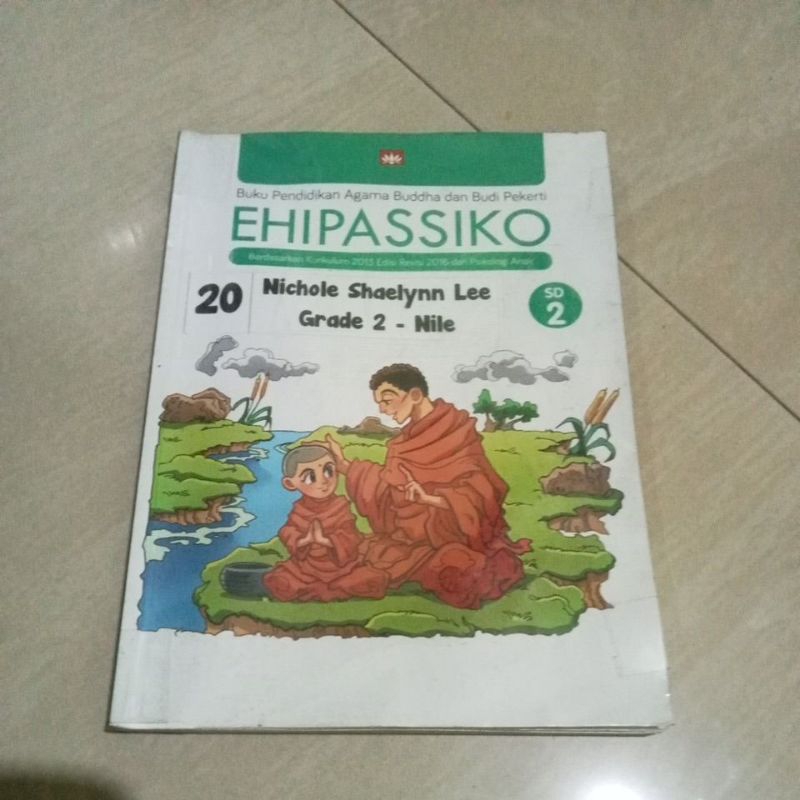 Buku Pendidikan Agama Buddha dan Budi Pekerti
EHIPASSIKO
Berdasarkan Kurikulum 2013 Edisi Revisi 2016 dan Psikologi Anak
20
Nichole Shaelynn Lee
Grade 2 - Nile
SD
2